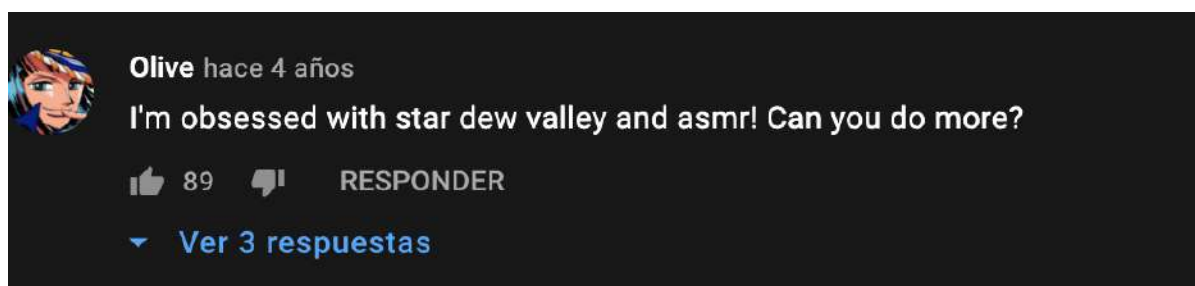 Olive hace 4 años
I'm obsessed with star dew valley and asmr! Can you do more?
89 RESPONDER
Ver 3 respuestas